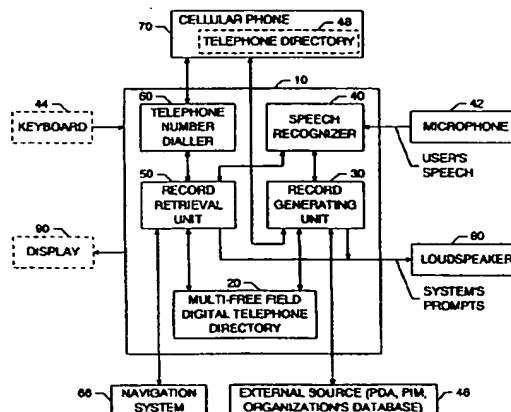 70
CELLULAR PHONE
48
TELEPHONE DIRECTORY
10
44
KEYBOARD
60
TELEPHONE
NUMBER
DIALLER
40
SPEECH
RECOGNIZER
42
MICROPHONE
USER'S
SPEECH
50
RECORD
RETRIEVAL
UNIT
30
RECORD
GENERATING
UNIT
90
DISPLAY
80
LOUDSPEAKER
SYSTEM'S
PROMPTS
20
MULTI-FREE FIELD
DIGITAL TELEPHONE
DIRECTORY
66
NAVIGATION
SYSTEM
EXTERNAL SOURCE (PDA, PIM,
ORGANIZATION'S DATABASE)
46